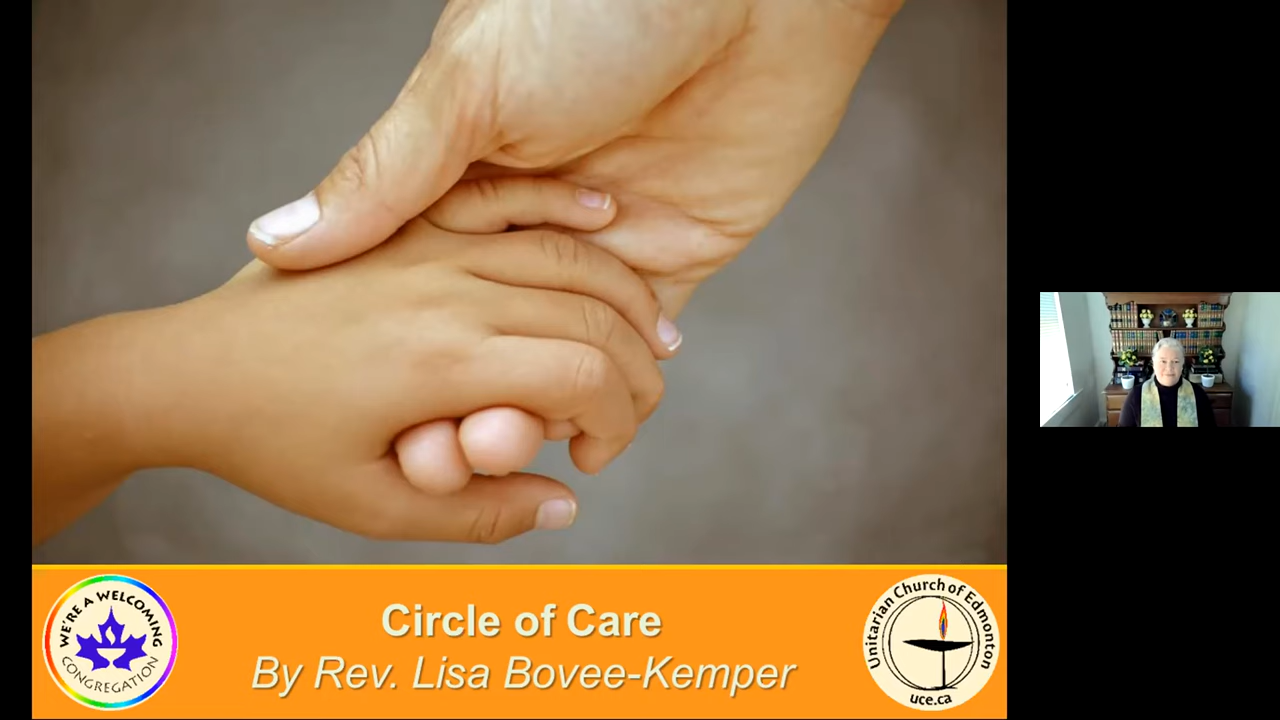 WE'RE A WELCOMING
CONGREGATION
Circle of Care
By Rev. Lisa Bovee-Kemper
Unitarian Church of Edmonton
uce.ca